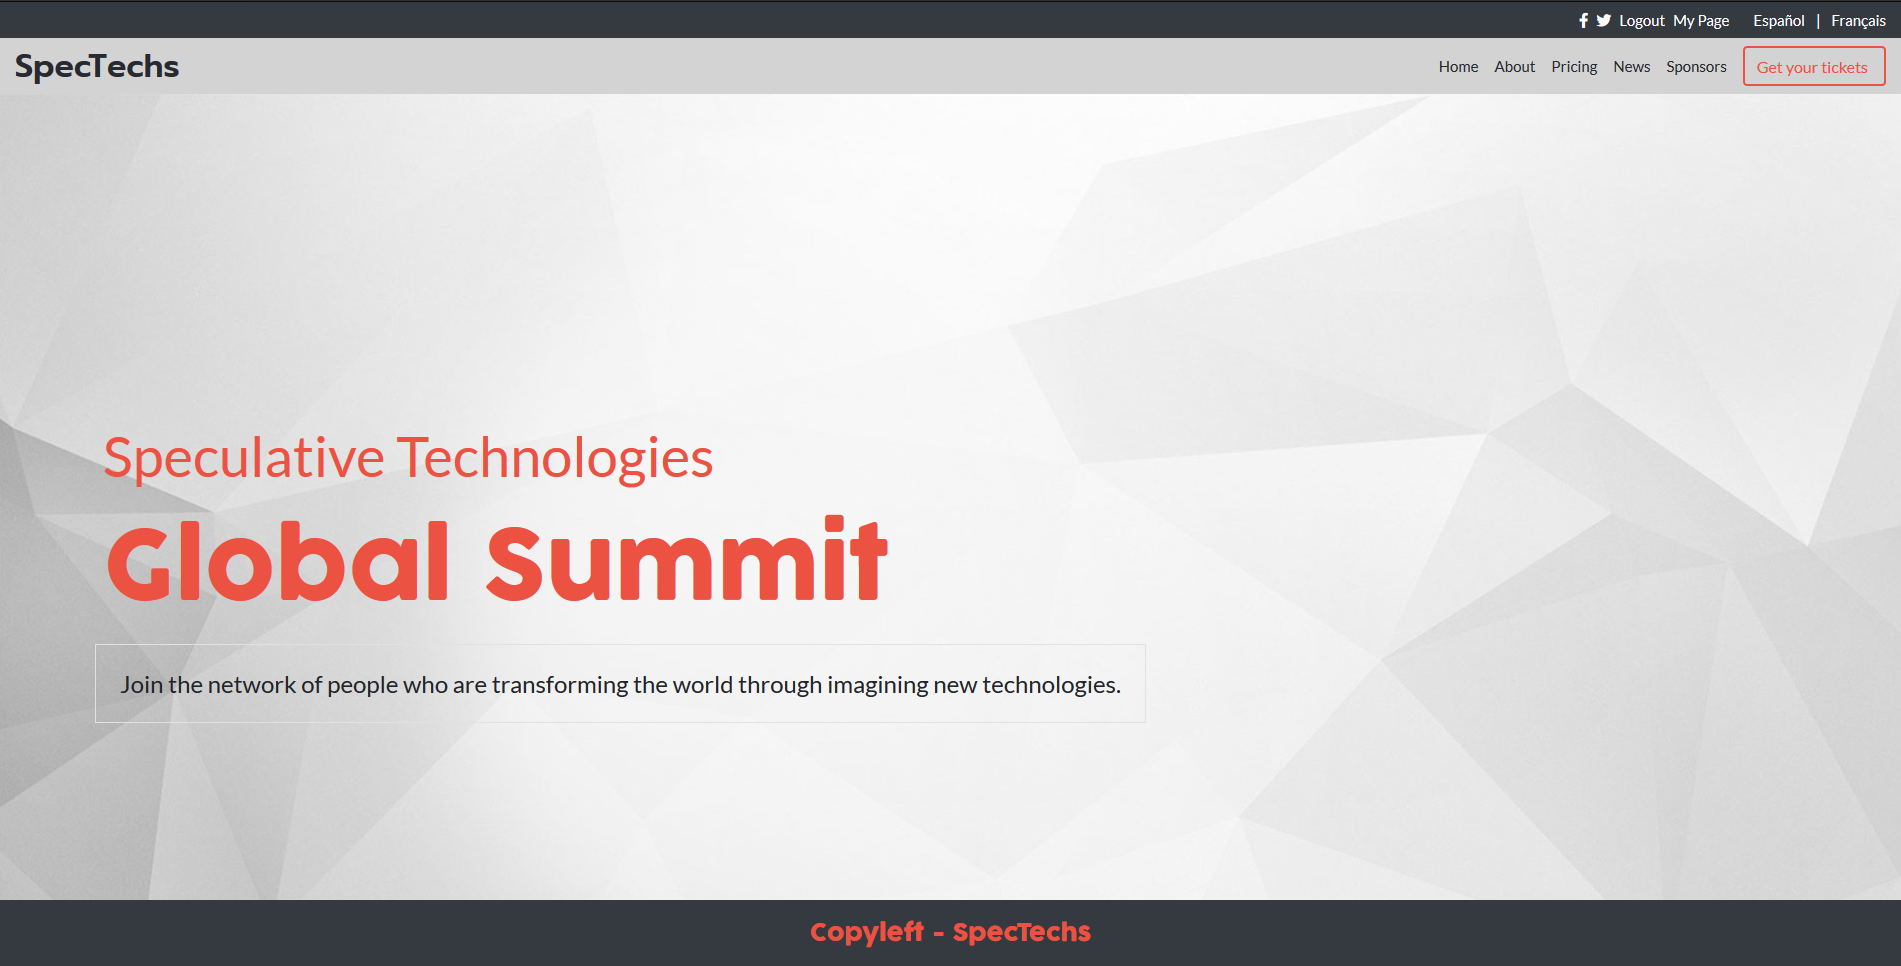 Logout My Page Español | Français
SpecTechs
Home About Pricing News Sponsors Get your tickets
Speculative Technologies
Global Summit
Join the network of people who are transforming the world through imagining new technologies.
Copyleft - SpecTechs